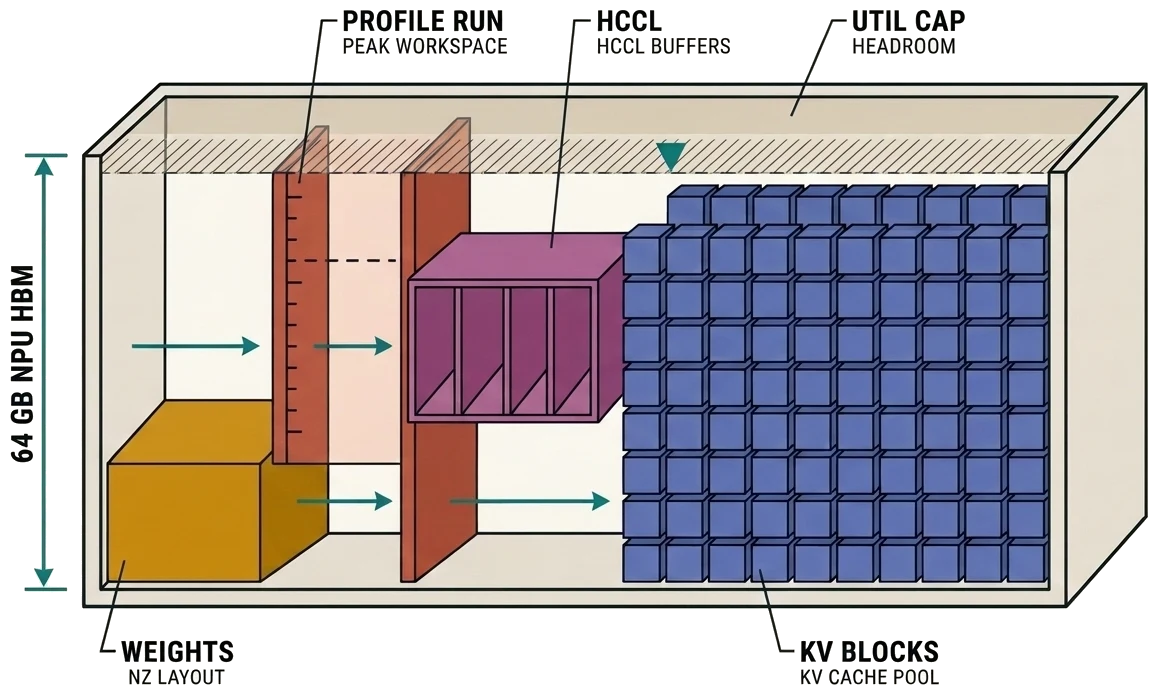 PROFILE RUN
PEAK WORKSPACE
HCCL
HCCL BUFFERS
UTIL CAP
HEADROOM
64 GB NPU HBM
WEIGHTS
NZ LAYOUT
KV BLOCKS
KV CACHE POOL